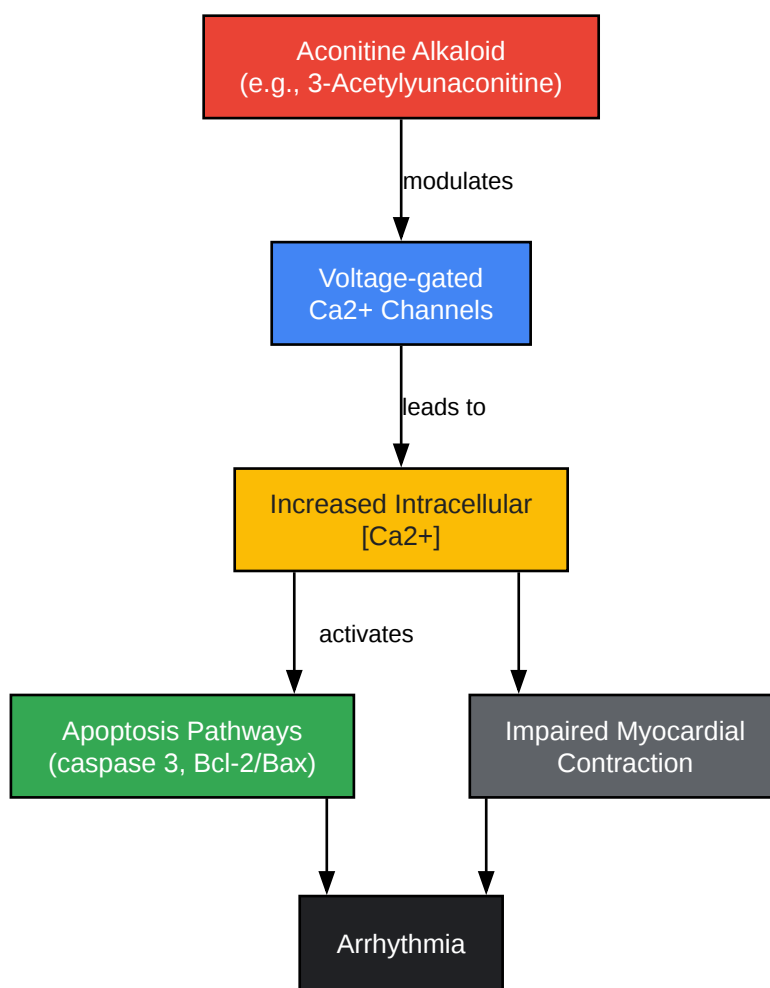 Aconitine Alkaloid
(e.g., 3-Acetylyunaconitine)
modulates
Voltage-gated
Ca2+ Channels
leads to
Increased Intracellular
[Ca2+]
activates
Apoptosis Pathways
(caspase 3, Bcl-2/Bax)
Impaired Myocardial
Contraction
Arrhythmia